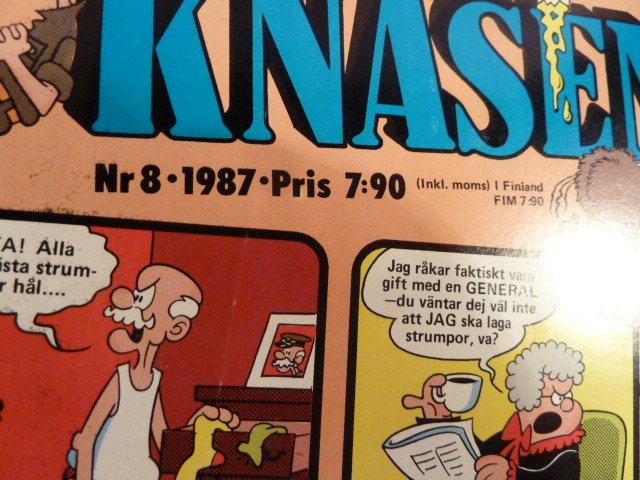 KNASEN
Nr 8 • 1987 • Pris 7:90 (Inkl. moms) I Finland
FIM 7:90
Alla
strum-
r hål....
Jag råkar faktiskt vara
gift med en GENERAL
—du väntar dej väl inte
att JAG ska laga
strumpor, va?